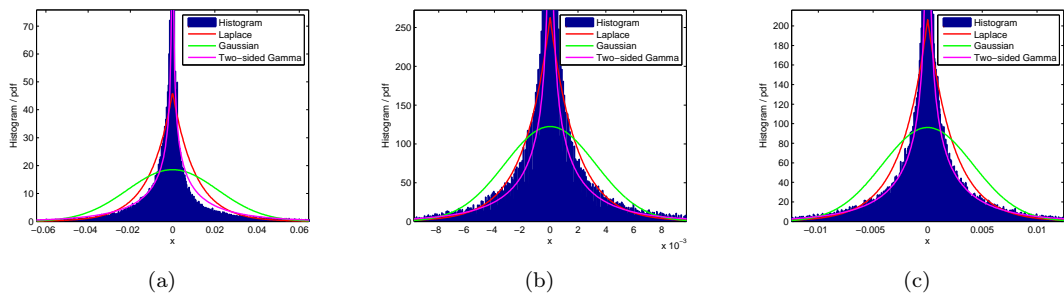 Histogram / pdf
70
60
50
40
30
20
10
0
−0.06 −0.04 −0.02 0 0.02 0.04 0.06
x
Histogram
Laplace
Gaussian
Two−sided Gamma
(a)
Histogram / pdf
250
200
150
100
50
0
−8 −6 −4 −2 0 2 4 6 8
x
x 10⁻³
Histogram
Laplace
Gaussian
Two−sided Gamma
(b)
Histogram / pdf
200
180
160
140
120
100
80
60
40
20
0
−0.01 −0.005 0 0.005 0.01
x
Histogram
Laplace
Gaussian
Two−sided Gamma
(c)